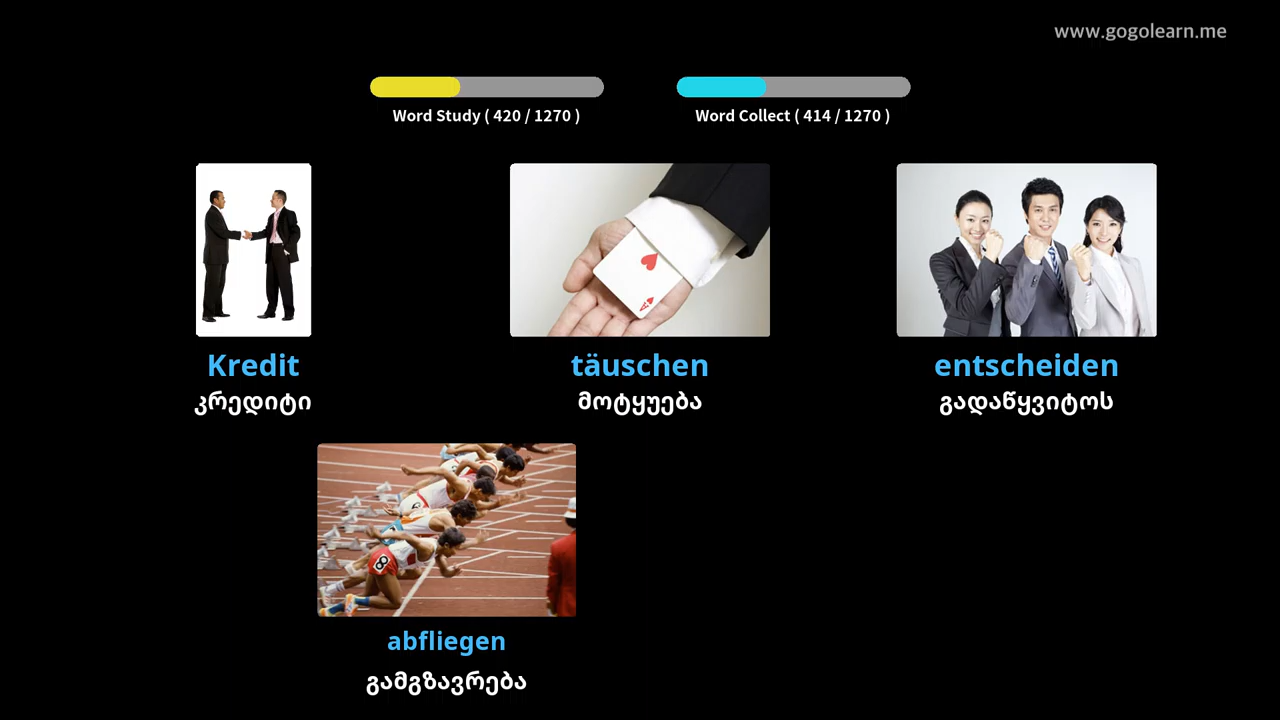 www.gogolearn.me
Word Study ( 420 / 1270 )
Word Collect ( 414 / 1270 )
Kredit
კრედიტი
täuschen
მოტყუება
entscheiden
გადაწყვიტოს
abfliegen
გამგზავრება